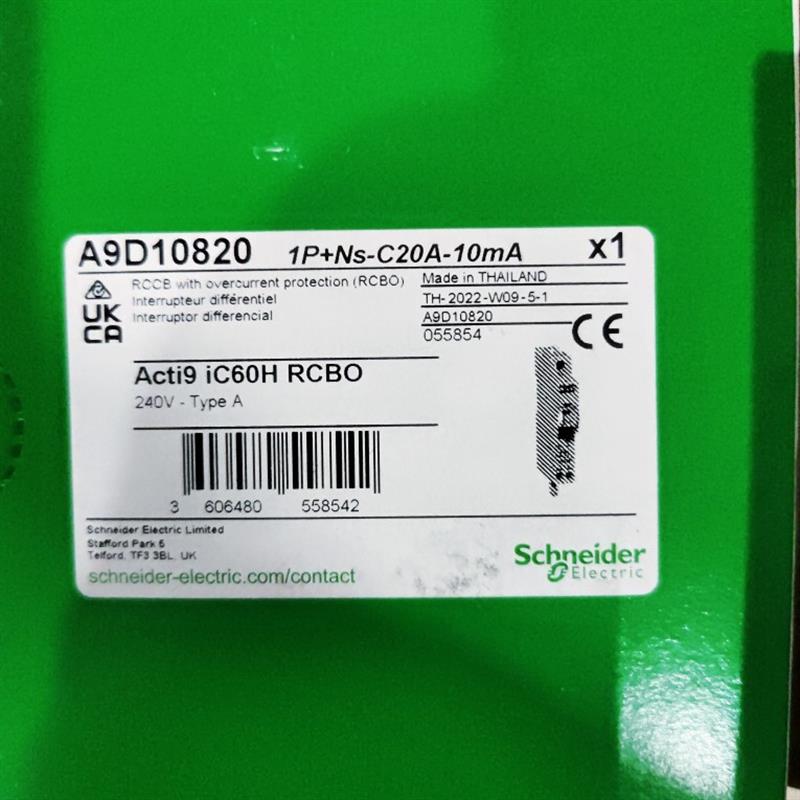 A9D10820 1P+Ns-C20A-10mA x1
RCCB with overcurrent protection (RCBO)
Interrupteur différentiel
Interruptor differencial
UK
CA
Made in THAILAND
TH-2022-W09-5-1
A9D10820
055854
CE
Acti9 iC60H RCBO
240V - Type A
3 606480 558542
Schneider Electric Limited
Stafford Park 5
Telford, TF3 3BL, UK
schneider-electric.com/contact
Schneider
Electric